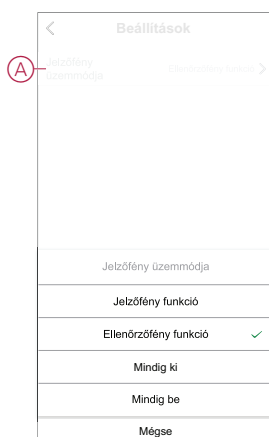 Beállítások
A
Jelzőfény
üzemmódja
Ellenőrzőfény funkció
Jelzőfény üzemmódja
Jelzőfény funkció
Ellenőrzőfény funkció
Mindig ki
Mindig be
Mégse